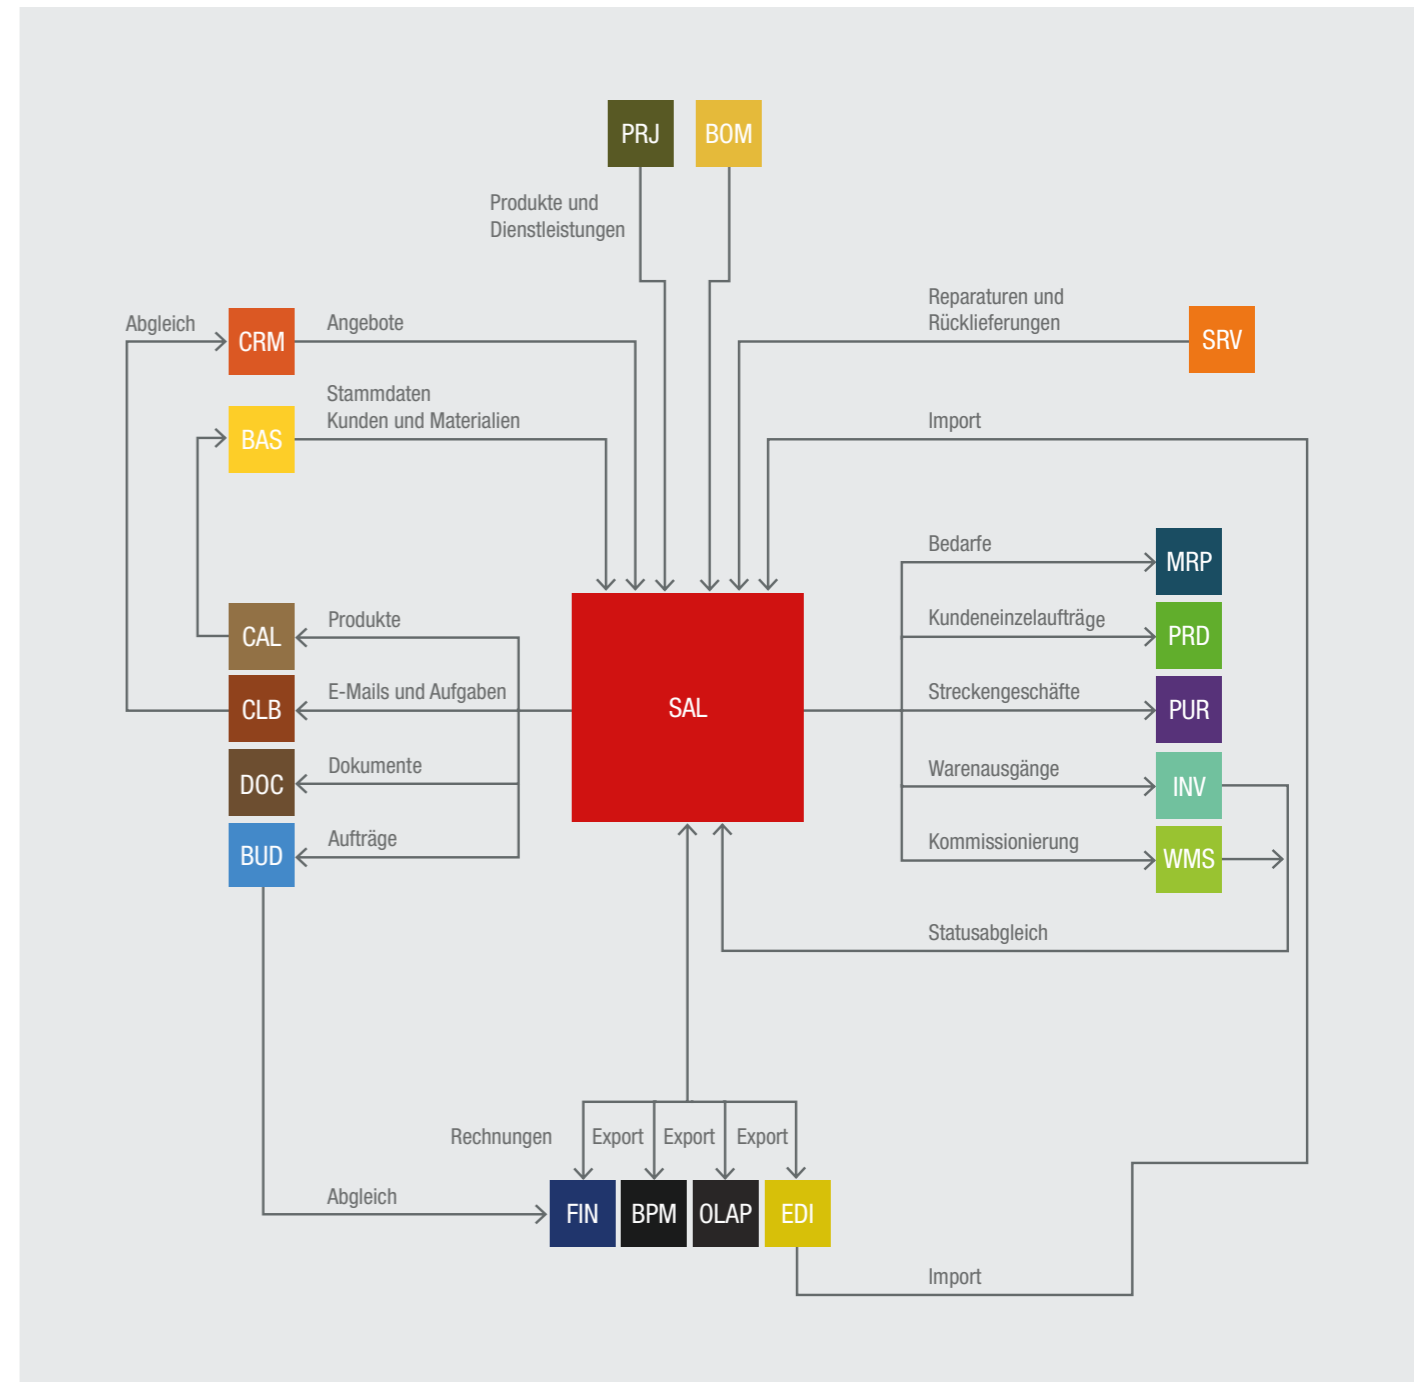 PRJ
BOM
Produkte und
Dienstleistungen
Reparaturen und
Rücklieferungen
SRV
Abgleich
CRM
Angebote
Stammdaten
Kunden und Materialien
BAS
Import
Bedarfe
MRP
CAL
Produkte
Kundeneinzelaufträge
PRD
CLB
E-Mails und Aufgaben
SAL
Streckengeschäfte
PUR
DOC
Dokumente
Warenausgänge
INV
BUD
Aufträge
Kommissionierung
WMS
Statusabgleich
Rechnungen
Export
Export
Export
Abgleich
FIN
BPM
OLAP
EDI
Import